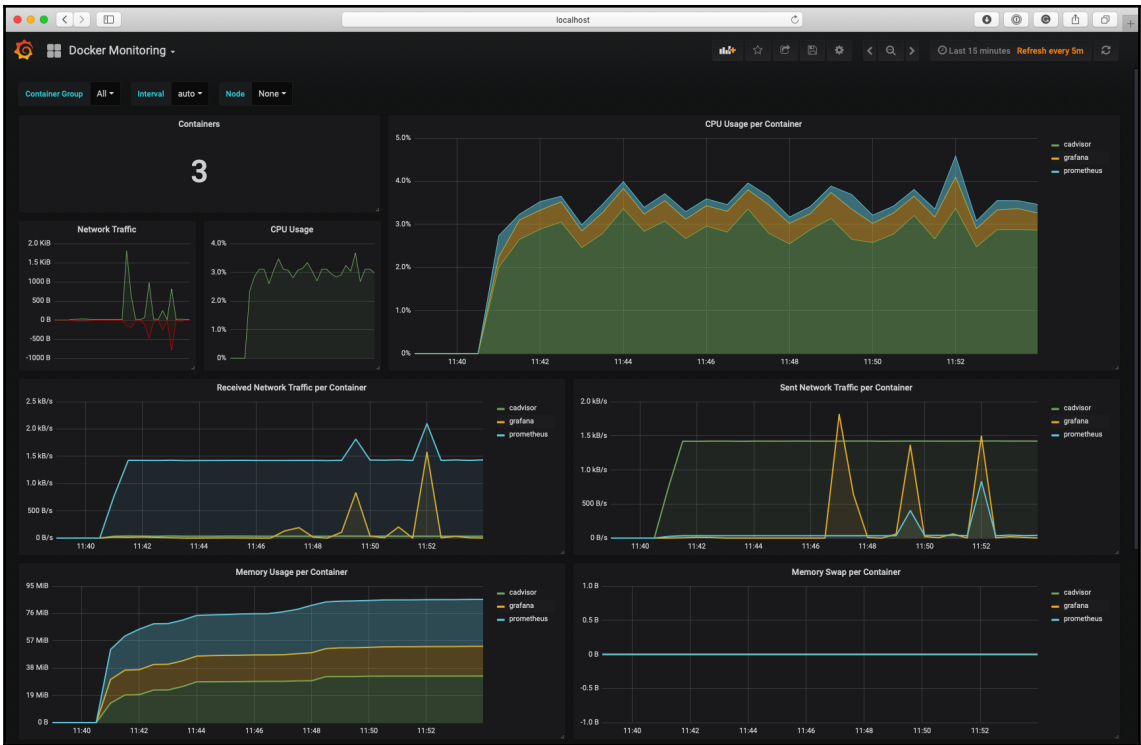 localhost
Docker Monitoring
Last 15 minutes Refresh every 5m
Container Group All Interval auto Node None
Containers
3
CPU Usage per Container
5.0%
4.0%
3.0%
2.0%
1.0%
0%
11:40 11:42 11:44 11:46 11:48 11:50 11:52
cadvisor
grafana
prometheus
Network Traffic
2.0 KiB
1.5 KiB
1000 B
500 B
0 B
-500 B
-1000 B
CPU Usage
4.0%
3.0%
2.0%
1.0%
0%
Received Network Traffic per Container
2.5 kB/s
2.0 kB/s
1.5 kB/s
1.0 kB/s
500 B/s
0 B/s
11:40 11:42 11:44 11:46 11:48 11:50 11:52
cadvisor
grafana
prometheus
Sent Network Traffic per Container
2.0 kB/s
1.5 kB/s
1.0 kB/s
500 B/s
0 B/s
11:40 11:42 11:44 11:46 11:48 11:50 11:52
cadvisor
grafana
prometheus
Memory Usage per Container
95 MiB
76 MiB
57 MiB
38 MiB
19 MiB
0 B
11:40 11:42 11:44 11:46 11:48 11:50 11:52
cadvisor
grafana
prometheus
Memory Swap per Container
1.0 B
0.5 B
0 B
-0.5 B
-1.0 B
11:40 11:42 11:44 11:46 11:48 11:50 11:52
cadvisor
grafana
prometheus